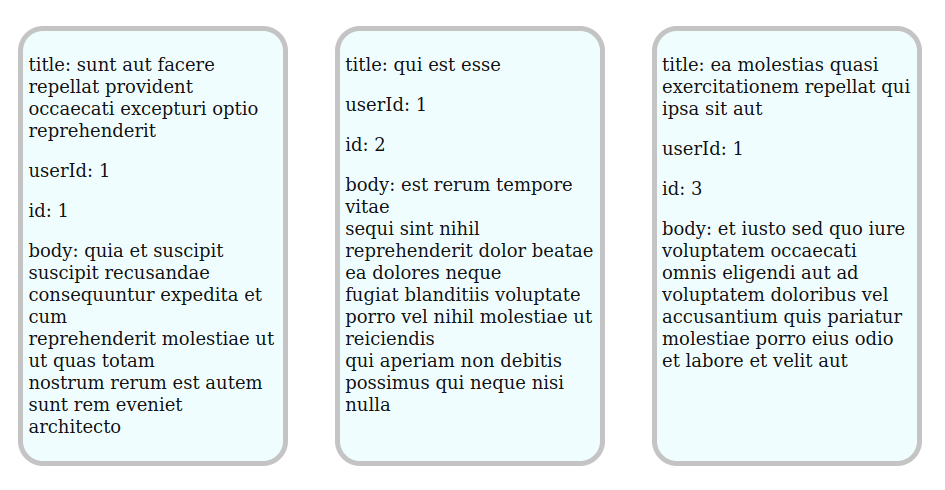 title: sunt aut facere
repellat provident
occaecati excepturi optio
reprehenderit
userId: 1
id: 1
body: quia et suscipit
suscipit recusandae
consequuntur expedita et
cum
reprehenderit molestiae ut
ut quas totam
nostrum rerum est autem
sunt rem eveniet
architecto
title: qui est esse
userId: 1
id: 2
body: est rerum tempore
vitae
sequi sint nihil
reprehenderit dolor beatae
ea dolores neque
fugiat blanditiis voluptate
porro vel nihil molestiae ut
reiciendis
qui aperiam non debitis
possimus qui neque nisi
nulla
title: ea molestias quasi
exercitationem repellat qui
ipsa sit aut
userId: 1
id: 3
body: et iusto sed quo iure
voluptatem occaecati
omnis eligendi aut ad
voluptatem doloribus vel
accusantium quis pariatur
molestiae porro eius odio
et labore et velit aut